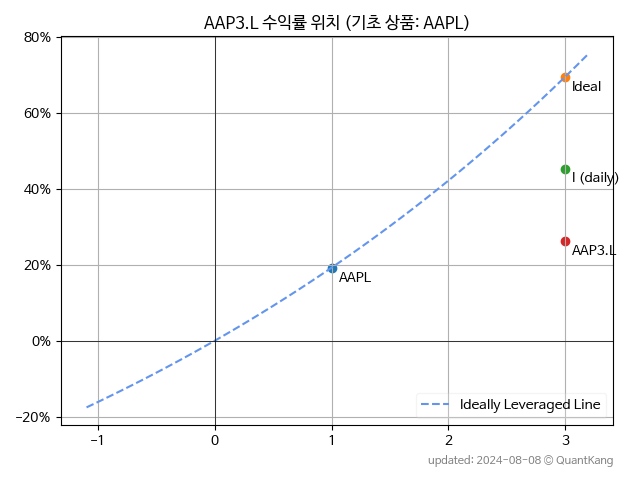 AAP3.L 수익률 위치 (기초 상품: AAPL)
80%
60%
40%
20%
0%
−20%
Ideal
I (daily)
AAP3.L
AAPL
Ideally Leveraged Line
−1
0
1
2
3
updated: 2024-08-08 © QuantKang